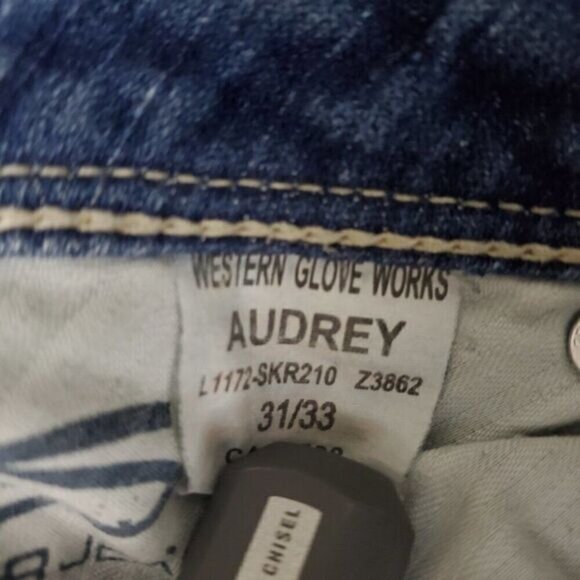 WESTERN GLOVE WORKS
AUDREY
L1172-SKR210 Z3862
31/33
CHISEL